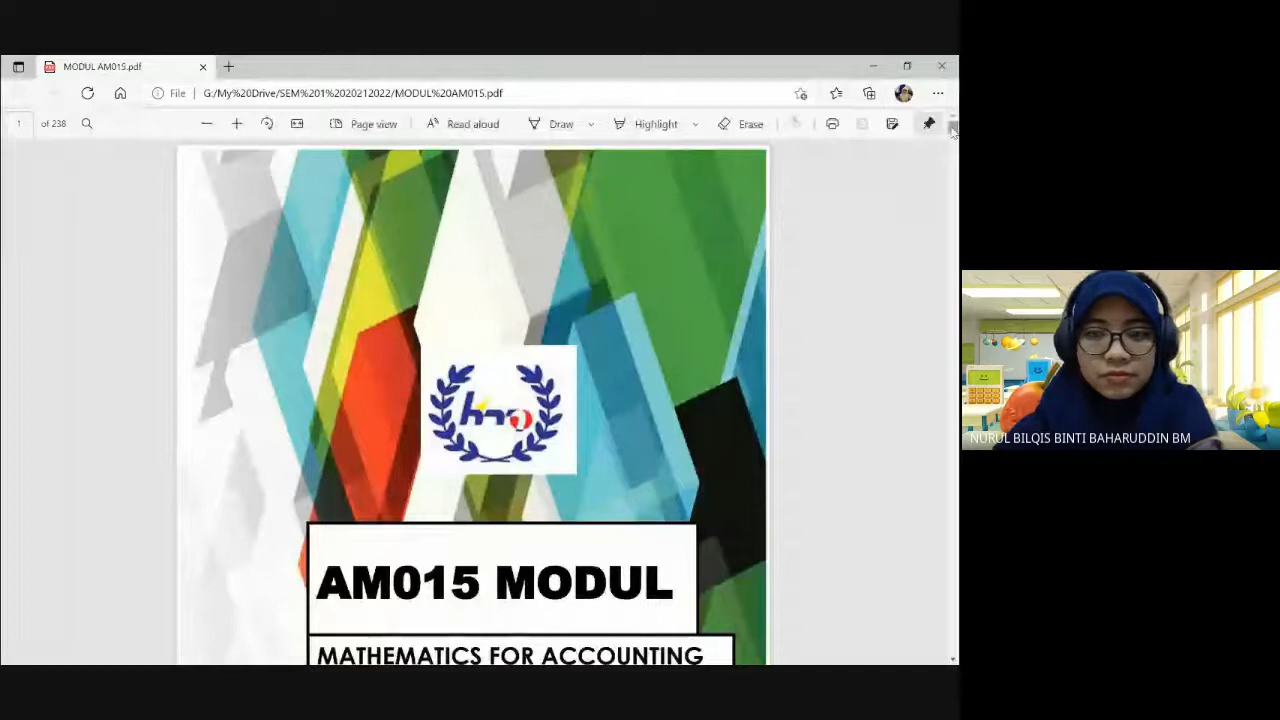 MODUL AM015.pdf
File G:/My%20Drive/SEM%201%2020212022/MODUL%20AM015.pdf
1 of 238 Page view Read aloud Draw Highlight Erase
AM015 MODUL
MATHEMATICS FOR ACCOUNTING
NURUL BILQIS BINTI BAHARUDDIN BM